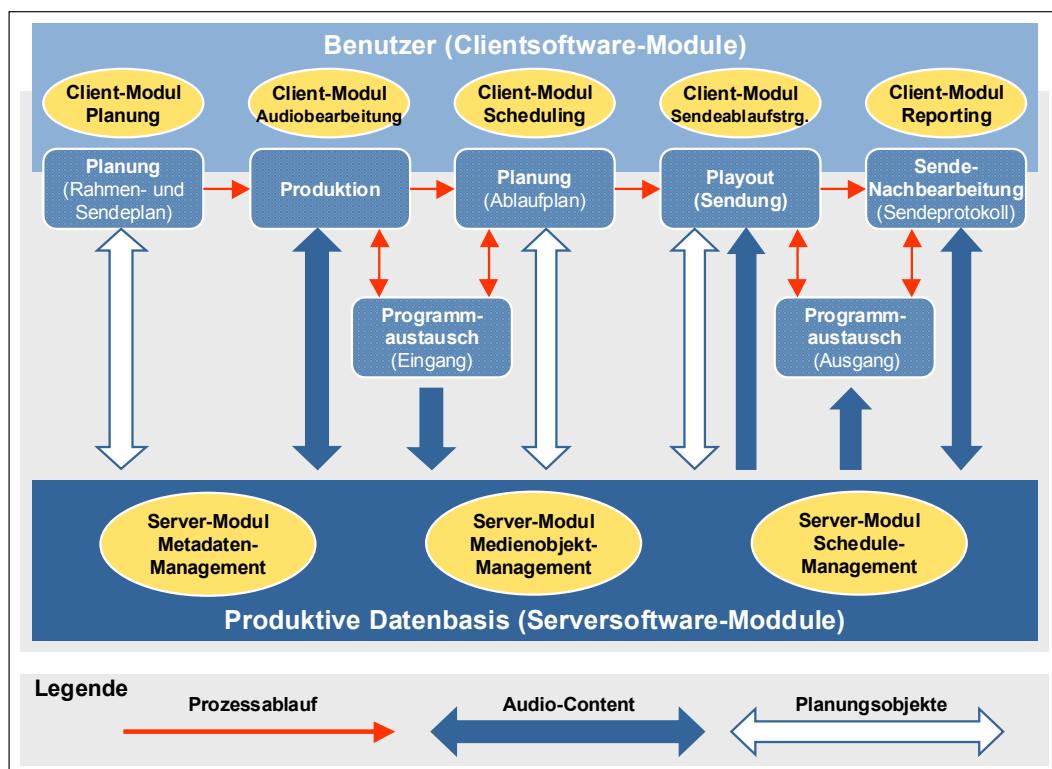 Benutzer (Clientsoftware-Module)
Client-Modul
Planung
Client-Modul
Audiobearbeitung
Client-Modul
Scheduling
Client-Modul
Sendeablaufstrg.
Client-Modul
Reporting
Planung
(Rahmen- und
Sendeplan)
Produktion
Planung
(Ablaufplan)
Playout
(Sendung)
Sende-
Nachbearbeitung
(Sendeprotokoll)
Programm-
austausch
(Eingang)
Programm-
austausch
(Ausgang)
Server-Modul
Metadaten-
Management
Server-Modul
Medienobjekt-
Management
Server-Modul
Schedule-
Management
Produktive Datenbasis (Serversoftware-Moddule)
Legende
Prozessablauf
Audio-Content
Planungsobjekte